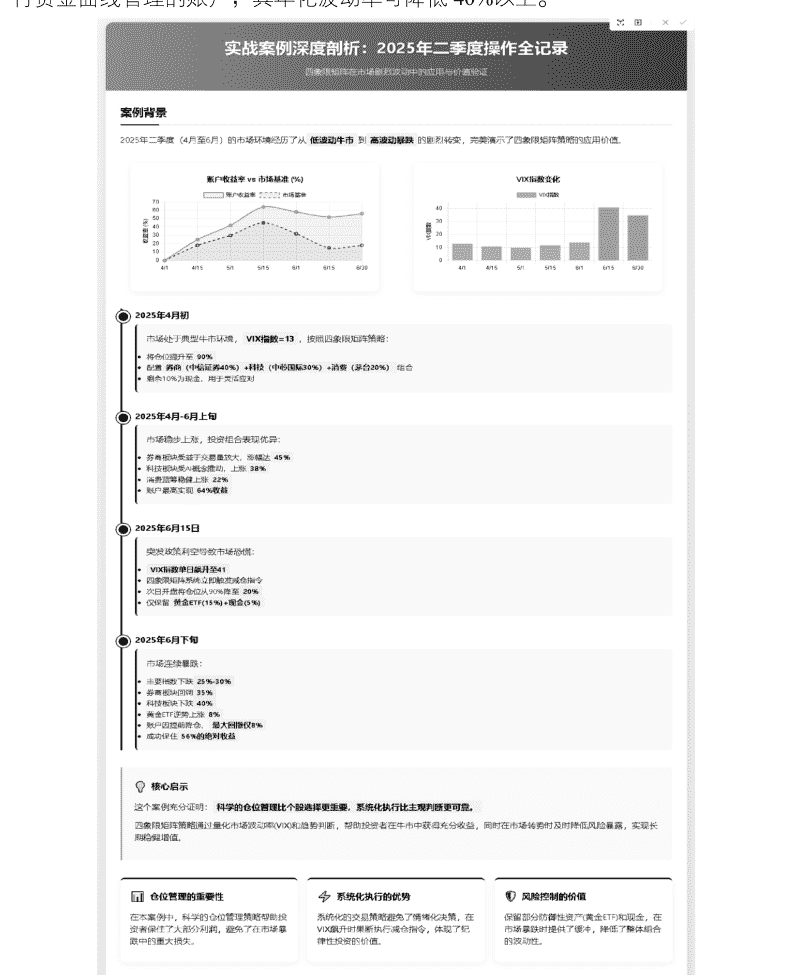 行资金曲线管理的账户，其年化波动率可降低 40%以上。
实战案例深度剖析：2025年二季度操作全记录
四象限矩阵在市场剧烈波动中的应用与价值验证
案例背景
2025年二季度（4月至6月）的市场环境经历了从 低波动牛市 到 高波动暴跌 的剧烈转变，完美演示了四象限矩阵策略的应用价值。
账户收益率 vs 市场基准 (%)
账户收益率 市场基准
收益率 (%)
70
60
50
40
30
20
10
0
4/1 4/15 5/1 5/15 6/1 6/15 6/30
VIX指数变化
VIX指数
VIX指数
40
30
20
10
0
4/1 4/15 5/1 5/15 6/1 6/15 6/30
2025年4月初
市场处于典型牛市环境，VIX指数=13，按照四象限矩阵策略：
将仓位提升至 90%
配置 券商（中信证券40%）+科技（中芯国际30%）+消费（茅台20%） 组合
剩余10%为现金，用于灵活应对
2025年4月-6月上旬
市场稳步上涨，投资组合表现优异：
券商板块受益于交易量放大，涨幅达 45%
科技板块受AI概念推动，上涨 38%
消费蓝筹稳健上涨 22%
账户最高实现 64%收益
2025年6月15日
突发政策利空导致市场恐慌：
VIX指数单日飙升至41
四象限矩阵系统立即触发减仓指令
次日开盘将仓位从90%降至 20%
仅保留 黄金ETF(15%)+现金(5%)
2025年6月下旬
市场连续暴跌：
主要指数下跌 25%-30%
券商板块回调 35%
科技板块下跌 40%
黄金ETF逆势上涨 8%
账户因提前降仓，最大回撤仅8%
成功保住 56%的绝对收益
核心启示
这个案例充分证明：科学的仓位管理比个股选择更重要，系统化执行比主观判断更可靠。
四象限矩阵策略通过量化市场波动率(VIX)和趋势判断，帮助投资者在牛市中获得充分收益，同时在市场转势时及时降低风险暴露，实现长
期稳健增值。
仓位管理的重要性
在本案例中，科学的仓位管理策略帮助投
资者保住了大部分利润，避免了在市场暴
跌中的重大损失。
系统化执行的优势
系统化的交易策略避免了情绪化决策，在
VIX飙升时果断执行减仓指令，体现了纪
律性投资的价值。
风险控制的价值
保留部分防御性资产(黄金ETF)和现金，在
市场暴跌时提供了缓冲，降低了整体组合
的波动性。